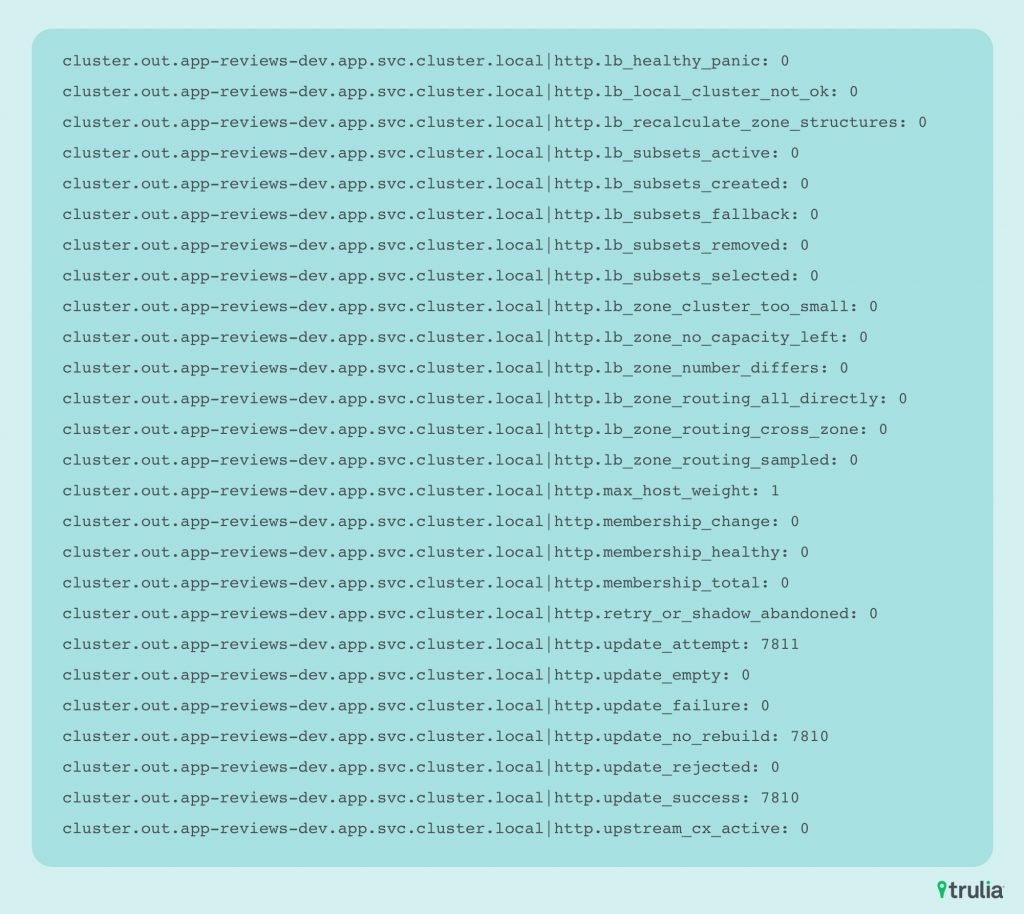 cluster.out.app-reviews-dev.app.svc.cluster.local|http.lb_healthy_panic: 0
cluster.out.app-reviews-dev.app.svc.cluster.local|http.lb_local_cluster_not_ok: 0
cluster.out.app-reviews-dev.app.svc.cluster.local|http.lb_recalculate_zone_structures: 0
cluster.out.app-reviews-dev.app.svc.cluster.local|http.lb_subsets_active: 0
cluster.out.app-reviews-dev.app.svc.cluster.local|http.lb_subsets_created: 0
cluster.out.app-reviews-dev.app.svc.cluster.local|http.lb_subsets_fallback: 0
cluster.out.app-reviews-dev.app.svc.cluster.local|http.lb_subsets_removed: 0
cluster.out.app-reviews-dev.app.svc.cluster.local|http.lb_subsets_selected: 0
cluster.out.app-reviews-dev.app.svc.cluster.local|http.lb_zone_cluster_too_small: 0
cluster.out.app-reviews-dev.app.svc.cluster.local|http.lb_zone_no_capacity_left: 0
cluster.out.app-reviews-dev.app.svc.cluster.local|http.lb_zone_number_differs: 0
cluster.out.app-reviews-dev.app.svc.cluster.local|http.lb_zone_routing_all_directly: 0
cluster.out.app-reviews-dev.app.svc.cluster.local|http.lb_zone_routing_cross_zone: 0
cluster.out.app-reviews-dev.app.svc.cluster.local|http.lb_zone_routing_sampled: 0
cluster.out.app-reviews-dev.app.svc.cluster.local|http.max_host_weight: 1
cluster.out.app-reviews-dev.app.svc.cluster.local|http.membership_change: 0
cluster.out.app-reviews-dev.app.svc.cluster.local|http.membership_healthy: 0
cluster.out.app-reviews-dev.app.svc.cluster.local|http.membership_total: 0
cluster.out.app-reviews-dev.app.svc.cluster.local|http.retry_or_shadow_abandoned: 0
cluster.out.app-reviews-dev.app.svc.cluster.local|http.update_attempt: 7811
cluster.out.app-reviews-dev.app.svc.cluster.local|http.update_empty: 0
cluster.out.app-reviews-dev.app.svc.cluster.local|http.update_failure: 0
cluster.out.app-reviews-dev.app.svc.cluster.local|http.update_no_rebuild: 7810
cluster.out.app-reviews-dev.app.svc.cluster.local|http.update_rejected: 0
cluster.out.app-reviews-dev.app.svc.cluster.local|http.update_success: 7810
cluster.out.app-reviews-dev.app.svc.cluster.local|http.upstream_cx_active: 0
trulia